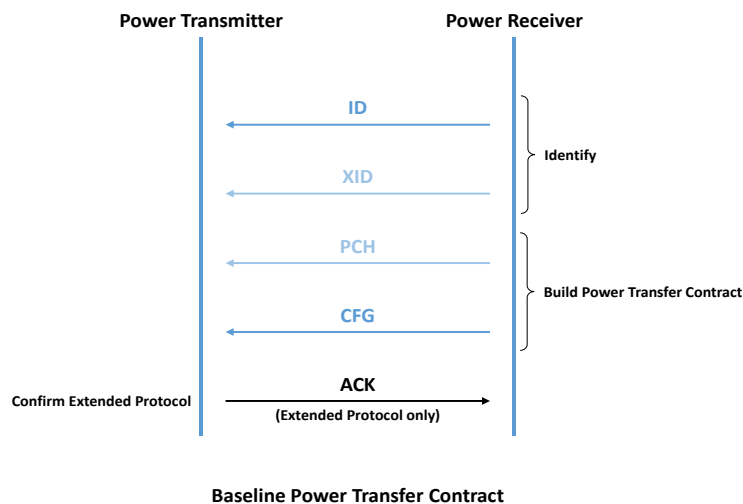 Power Transmitter
Power Receiver
ID
Identify
XID
PCH
Build Power Transfer Contract
CFG
ACK
Confirm Extended Protocol
(Extended Protocol only)
Baseline Power Transfer Contract